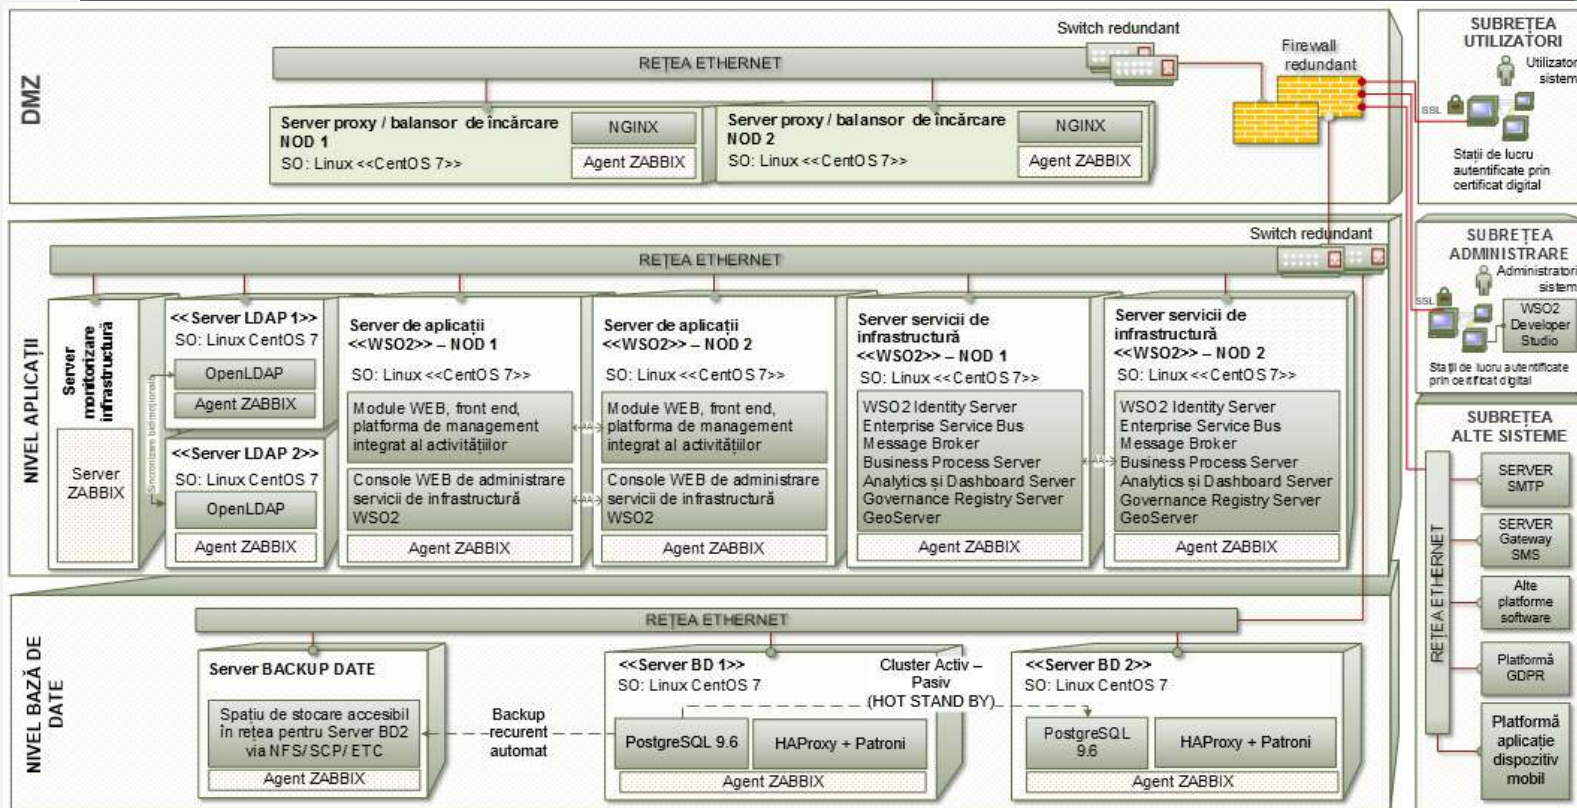 DMZ
Switch redundant
REȚEA ETHERNET
Firewall
redundant
Server proxy / balansor de încărcare
NOD 1
SO: Linux <<CentOS 7>>
NGINX
Agent ZABBIX
Server proxy / balansor de încărcare
NOD 2
SO: Linux <<CentOS 7>>
NGINX
Agent ZABBIX
SUBREȚEA
UTILIZATORI
Utilizatori
sistem
SSL
Stații de lucru
autentificate prin
certificat digital
NIVEL APLICAȚII
Switch redundant
REȚEA ETHERNET
Server
monitorizare
infrastructură
Server
ZABBIX
Sincronizare bidirecțională
<<Server LDAP 1>>
SO: Linux CentOS 7
OpenLDAP
Agent ZABBIX
<<Server LDAP 2>>
SO: Linux CentOS 7
OpenLDAP
Agent ZABBIX
Server de aplicații
<<WSO2>> – NOD 1
SO: Linux <<CentOS 7>>
Module WEB, front end,
platforma de management
integrat al activităților
Console WEB de administrare
servicii de infrastructură
WSO2
Agent ZABBIX
AA
AA
Server de aplicații
<<WSO2>> – NOD 2
SO: Linux <<CentOS 7>>
Module WEB, front end,
platforma de management
integrat al activităților
Console WEB de administrare
servicii de infrastructură
WSO2
Agent ZABBIX
Server servicii de
infrastructură
<<WSO2>> – NOD 1
SO: Linux <<CentOS 7>>
WSO2 Identity Server
Enterprise Service Bus
Message Broker
Business Process Server
Analytics și Dashboard Server
Governance Registry Server
GeoServer
Agent ZABBIX
AA
Server servicii de
infrastructură
<<WSO2>> – NOD 2
SO: Linux <<CentOS 7>>
WSO2 Identity Server
Enterprise Service Bus
Message Broker
Business Process Server
Analytics și Dashboard Server
Governance Registry Server
GeoServer
Agent ZABBIX
SUBREȚEA
ADMINISTRARE
Administratori
sistem
SSL
WSO2
Developer
Studio
Stații de lucru autentificate
prin certificat digital
SUBREȚEA
ALTE SISTEME
REȚEA ETHERNET
SERVER
SMTP
SERVER
Gateway
SMS
Alte
platforme
software
Platformă
GDPR
Platformă
aplicație
dispozitiv
mobil
NIVEL BAZĂ DE
DATE
REȚEA ETHERNET
Server BACKUP DATE
Spațiu de stocare accesibil
în rețea pentru Server BD2
via NFS/ SCP/ ETC
Agent ZABBIX
Backup
recurent
automat
<<Server BD 1>>
SO: Linux CentOS 7
PostgreSQL 9.6
HAProxy + Patroni
Agent ZABBIX
Cluster Activ –
Pasiv
(HOT STAND BY)
<<Server BD 2>>
SO: Linux CentOS 7
PostgreSQL
9.6
HAProxy + Patroni
Agent ZABBIX